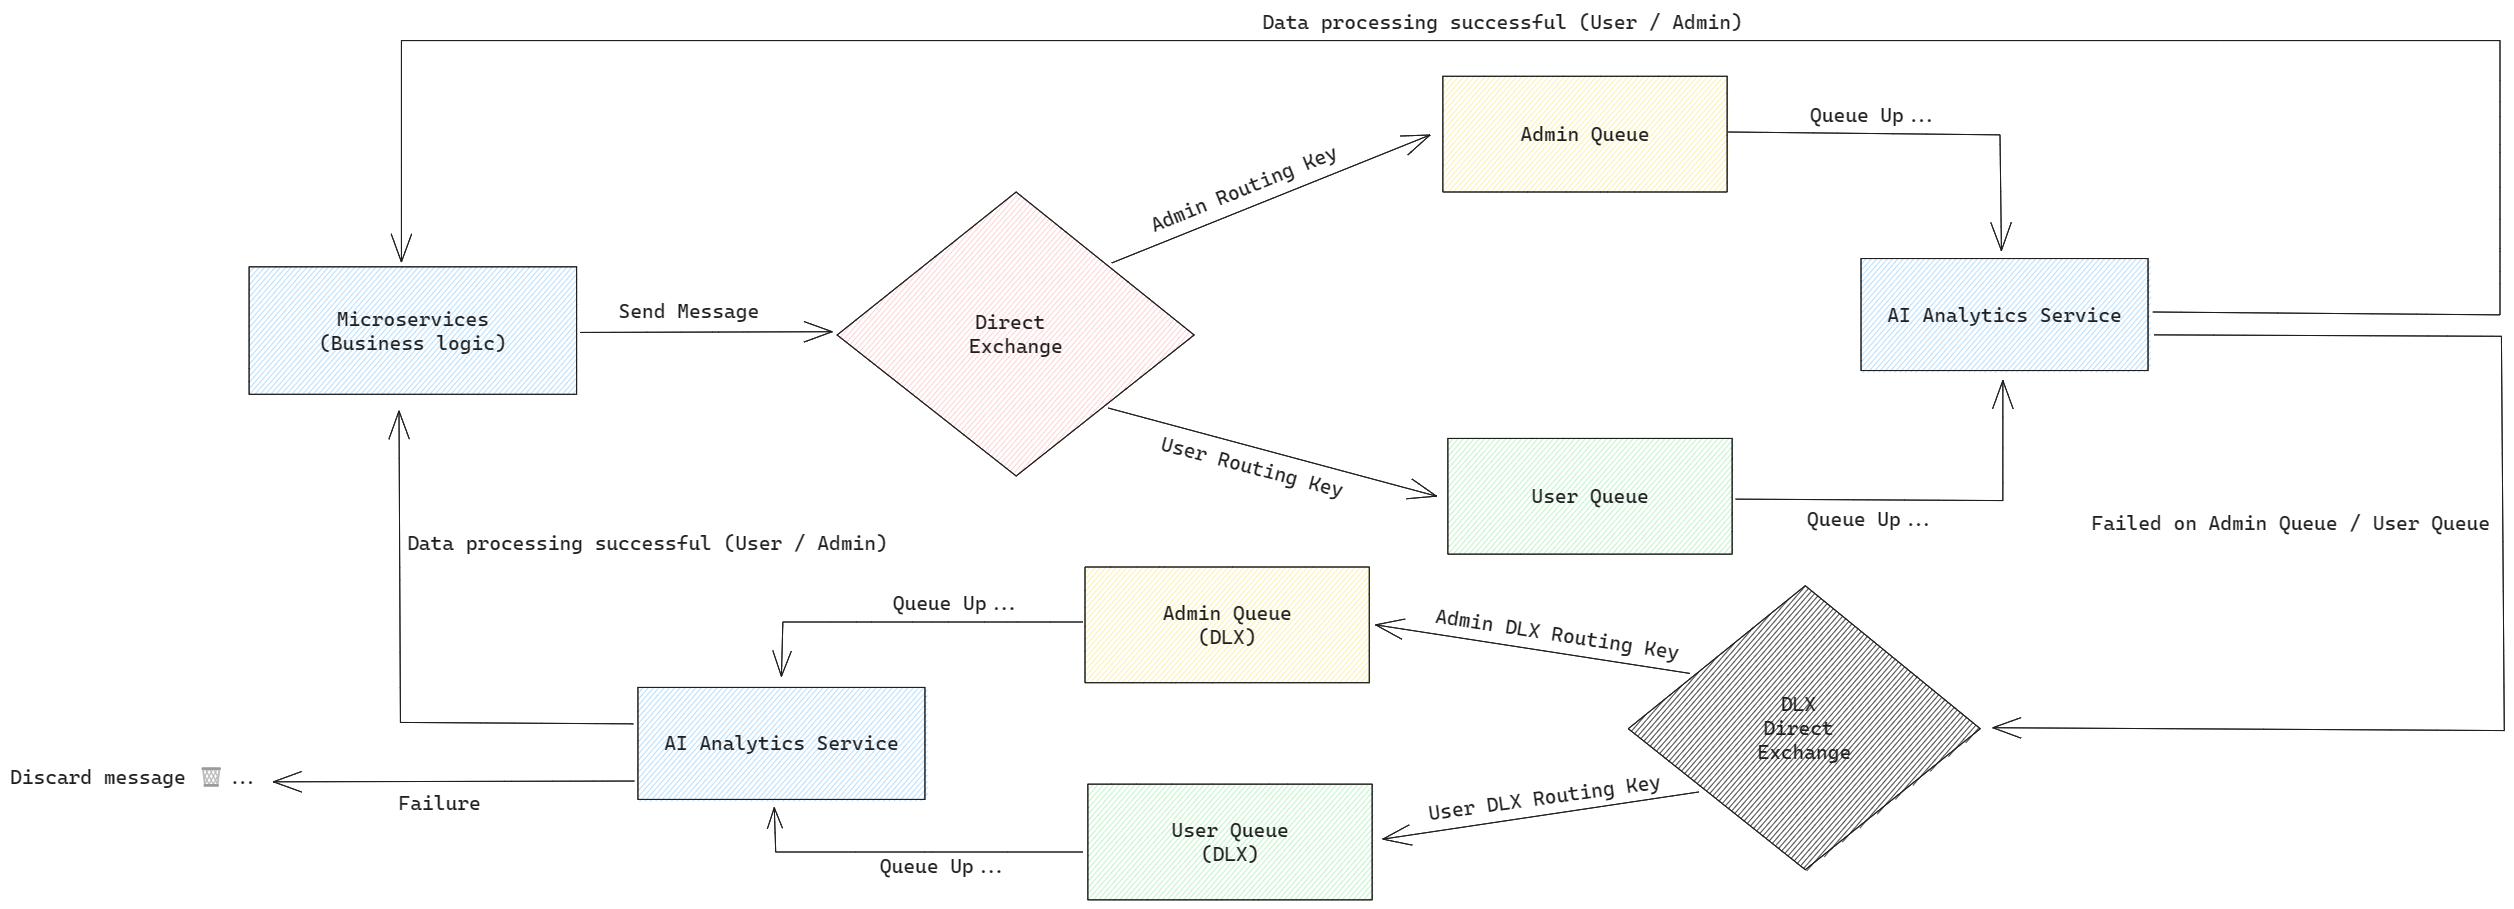 Data processing successful (User / Admin)
Admin Queue
Queue Up ...
Admin Routing Key
Microservices
(Business logic)
Send Message
Direct
Exchange
AI Analytics Service
User Routing Key
User Queue
Queue Up ...
Failed on Admin Queue / User Queue
Data processing successful (User / Admin)
Queue Up ...
Admin Queue
(DLX)
Admin DLX Routing Key
DLX
Direct
Exchange
AI Analytics Service
Discard message 🗑️ ...
Failure
User DLX Routing Key
User Queue
(DLX)
Queue Up ...